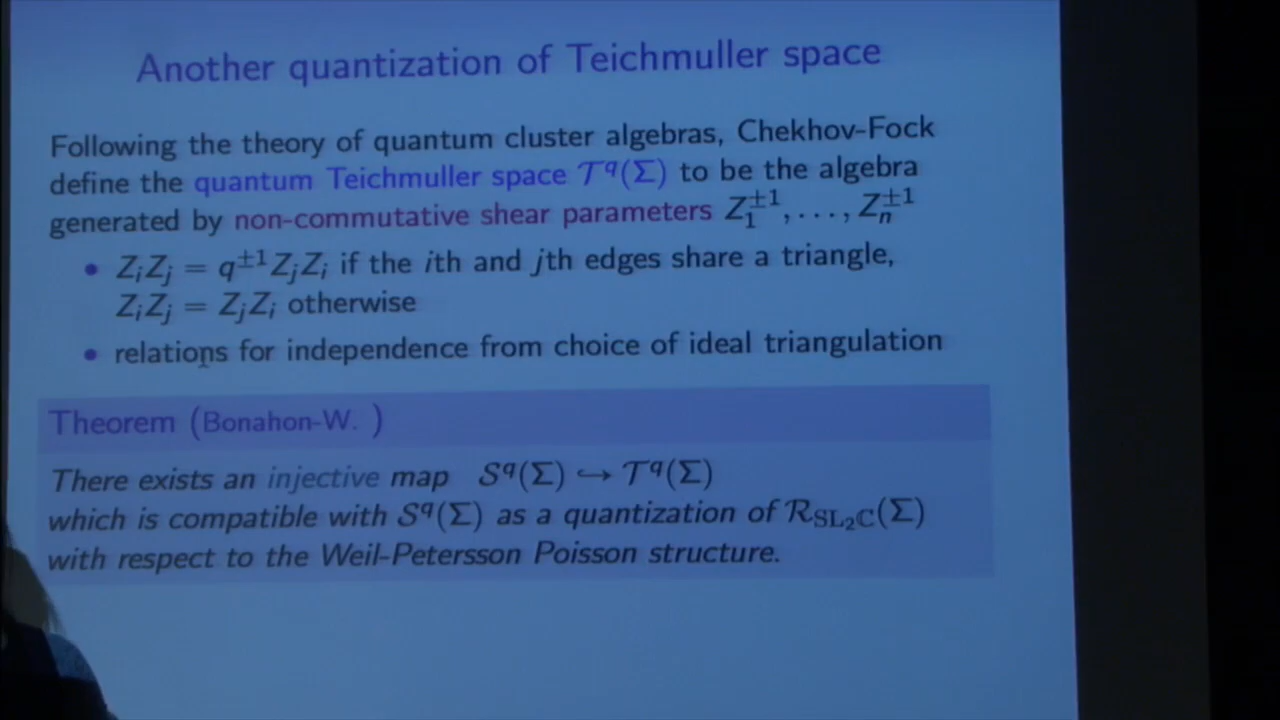 Another quantization of Teichmuller space
Following the theory of quantum cluster algebras, Chekhov-Fock
define the quantum Teichmuller space 𝒯^q(Σ) to be the algebra
generated by non-commutative shear parameters Z_1^{±1}, ..., Z_n^{±1}
• Z_iZ_j = q^{±1}Z_jZ_i if the ith and jth edges share a triangle,
Z_iZ_j = Z_jZ_i otherwise
• relations for independence from choice of ideal triangulation
Theorem (Bonahon-W. )
There exists an injective map 𝒮^q(Σ) ↪ 𝒯^q(Σ)
which is compatible with 𝒮^q(Σ) as a quantization of ℛ_{SL_2ℂ}(Σ)
with respect to the Weil-Petersson Poisson structure.